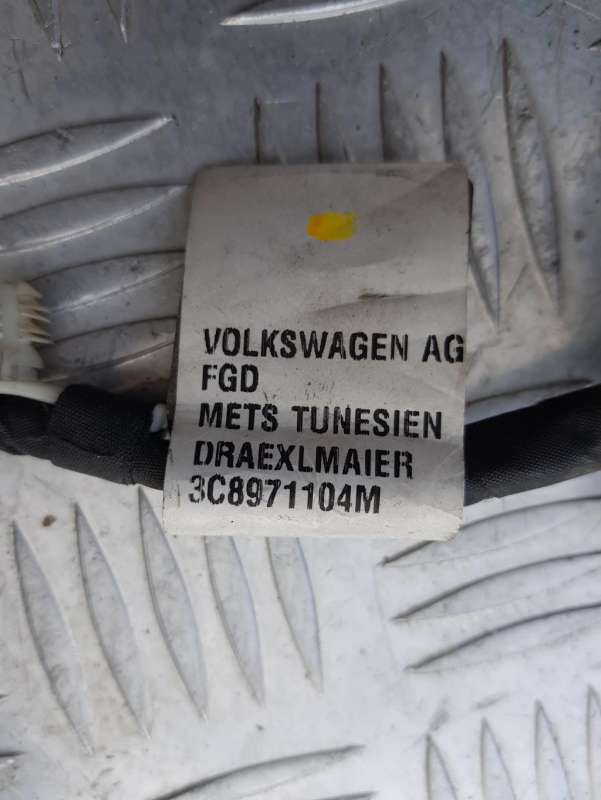 VOLKSWAGEN AG
FGD
METS TUNESIEN
DRAEXLMAIER
3C8971104M